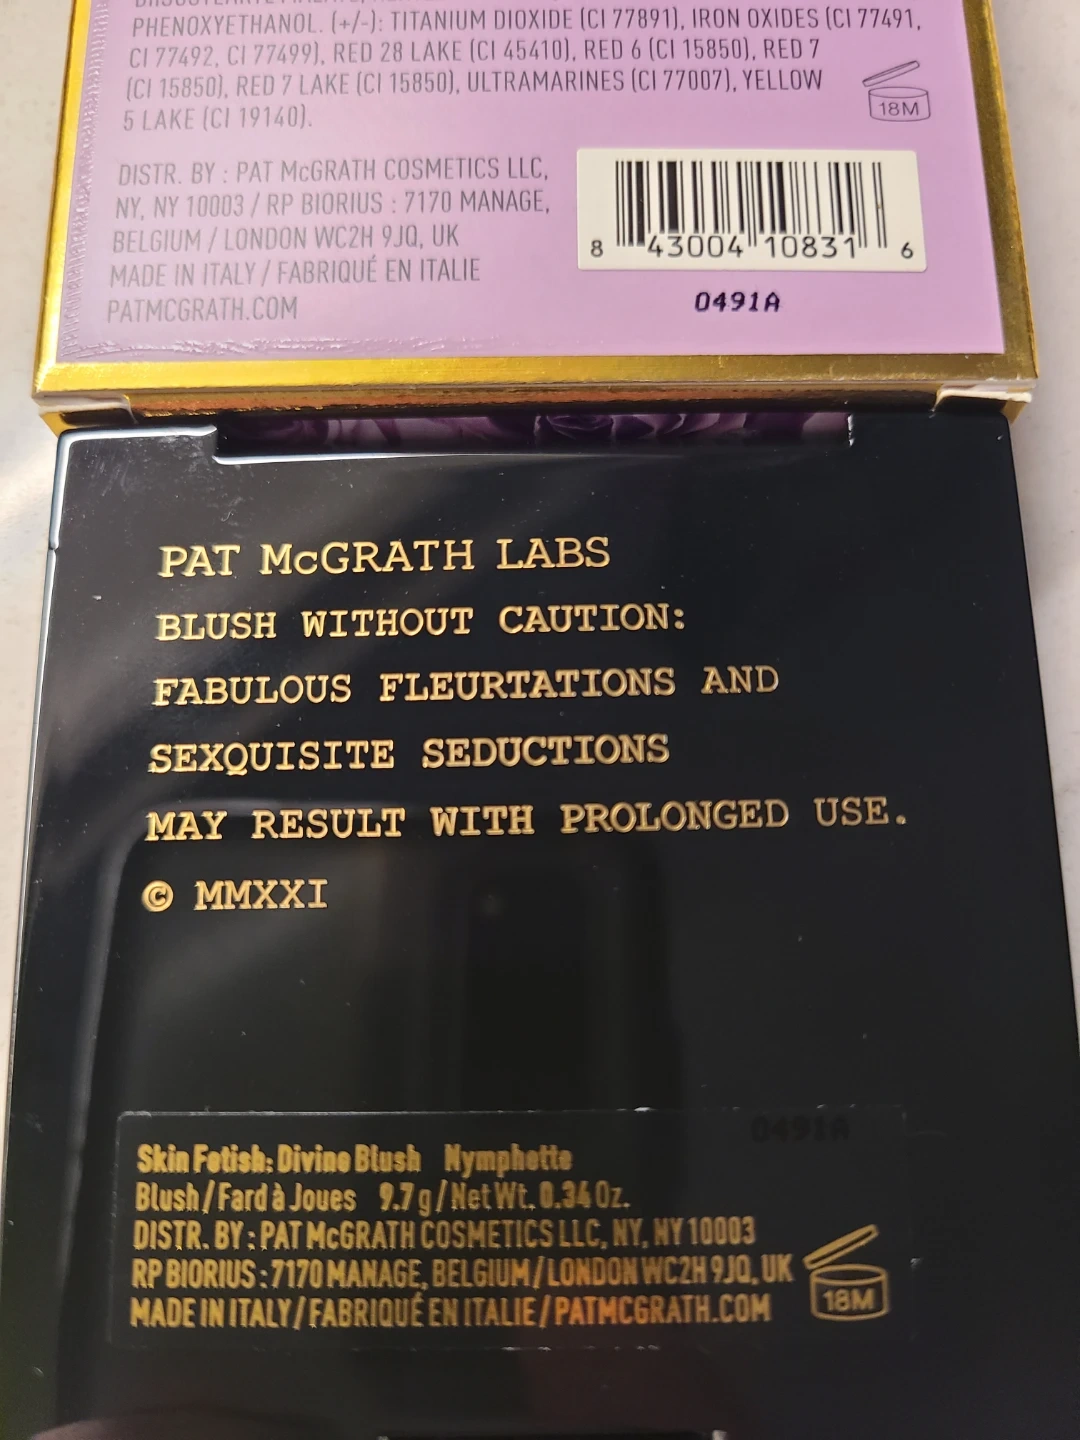 PHENOXYETHANOL. (+/-): TITANIUM DIOXIDE (CI 77891), IRON OXIDES (CI 77491,
CI 77492, CI 77499), RED 28 LAKE (CI 45410), RED 6 (CI 15850), RED 7
(CI 15850), RED 7 LAKE (CI 15850), ULTRAMARINES (CI 77007), YELLOW
5 LAKE (CI 19140).
18M
DISTR. BY : PAT McGRATH COSMETICS LLC,
NY, NY 10003 / RP BIORIUS : 7170 MANAGE,
BELGIUM / LONDON WC2H 9JQ, UK
MADE IN ITALY / FABRIQUÉ EN ITALIE
PATMCGRATH.COM
8 43004 10831 6
0491A
PAT McGRATH LABS
BLUSH WITHOUT CAUTION:
FABULOUS FLEURTATIONS AND
SEXQUISITE SEDUCTIONS
MAY RESULT WITH PROLONGED USE.
© MMXXI
0491A
Skin Fetish: Divine Blush Nymphette
Blush / Fard à Joues 9.7 g / Net Wt. 0.34 Oz.
DISTR. BY : PAT McGRATH COSMETICS LLC, NY, NY 10003
RP BIORIUS : 7170 MANAGE, BELGIUM / LONDON WC2H 9JQ, UK
MADE IN ITALY / FABRIQUÉ EN ITALIE / PATMCGRATH.COM
18M